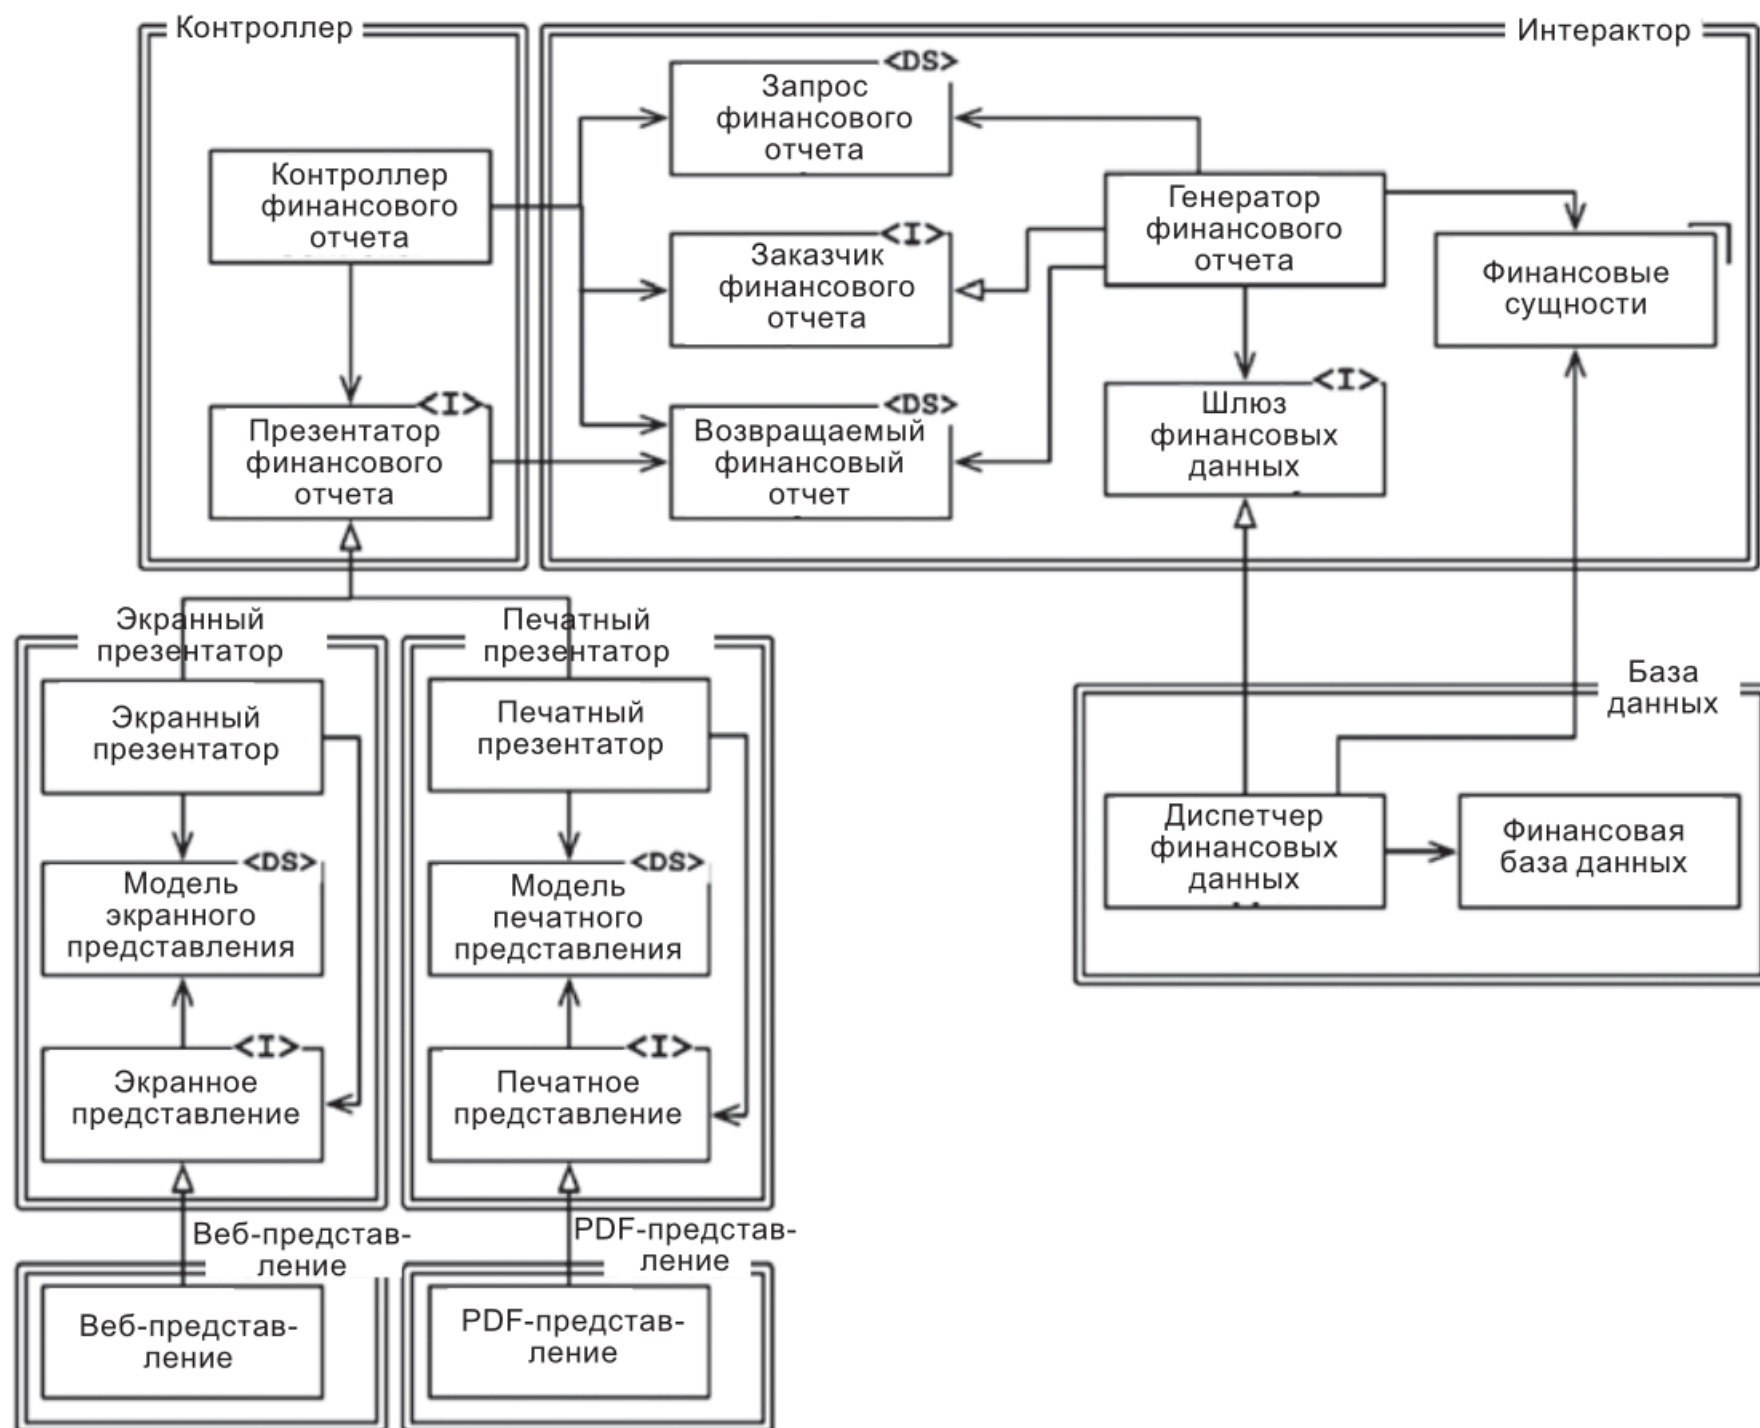 Контроллер
Интерактор
<DS>
Запрос
финансового
отчета
Контроллер
финансового
отчета
Генератор
финансового
отчета
<I>
Заказчик
финансового
отчета
Финансовые
сущности
<I>
Презентатор
финансового
отчета
<DS>
Возвращаемый
финансовый
отчет
<I>
Шлюз
финансовых
данных
Экранный
презентатор
Печатный
презентатор
База
данных
Экранный
презентатор
Печатный
презентатор
Диспетчер
финансовых
данных
Финансовая
база данных
<DS>
Модель
экранного
представления
<DS>
Модель
печатного
представления
<I>
Экранное
представление
<I>
Печатное
представление
Веб-представ-
ление
PDF-представ-
ление
Веб-представ-
ление
PDF-представ-
ление